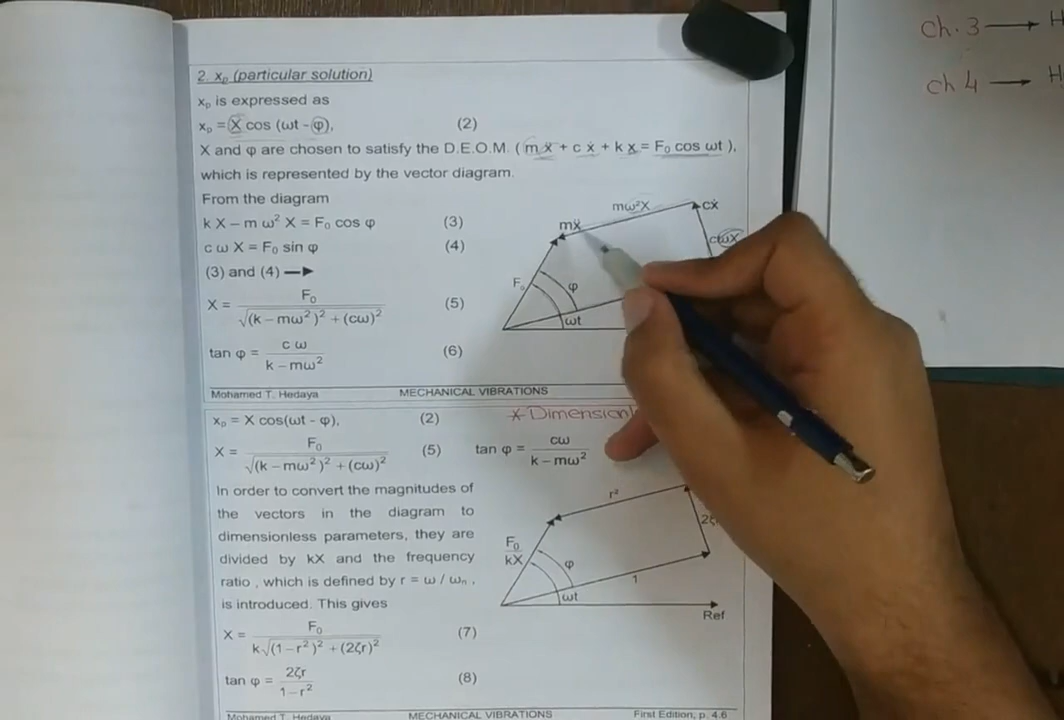 2. xₚ (particular solution)
xₚ is expressed as
xₚ = X cos (ωt - φ), (2)
X and φ are chosen to satisfy the D.E.O.M. ( m ẍ + c ẋ + k x = F₀ cos ωt ),
which is represented by the vector diagram.
From the diagram
k X – m ω² X = F₀ cos φ (3)
c ω X = F₀ sin φ (4)
(3) and (4)
X = F₀ / √(k – mω²)² + (cω)² (5)
tan φ = c ω / k – mω² (6)
mω²X
cẋ
mẍ
cωX
F₀
φ
ωt
Mohamed T. Hedaya MECHANICAL VIBRATIONS
xₚ = X cos(ωt - φ), (2)
* Dimension
X = F₀ / √(k – mω²)² + (cω)² (5) tan φ = cω / k – mω²
In order to convert the magnitudes of
the vectors in the diagram to
dimensionless parameters, they are
divided by kX and the frequency
ratio , which is defined by r = ω / ωₙ ,
is introduced. This gives
X = F₀ / k√(1 – r²)² + (2ζr)² (7)
tan φ = 2ζr / 1 – r² (8)
r²
2ζ
F₀ / kX
φ
1
ωt
Ref
Mohamed T. Hedaya MECHANICAL VIBRATIONS First Edition, p. 4.6
ch. 3 → H
ch 4 → H